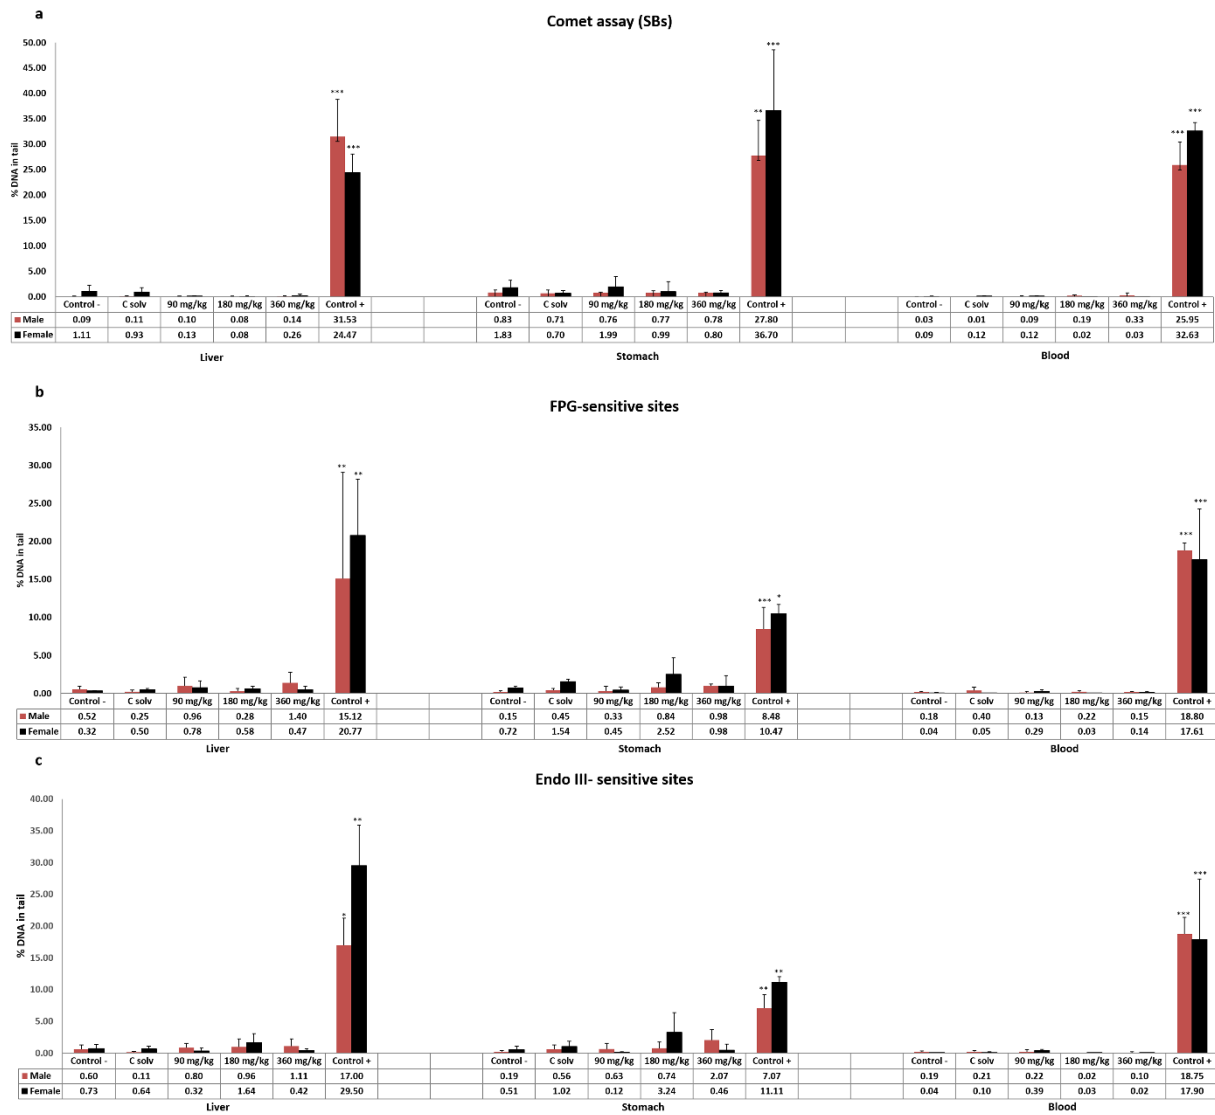 a
Comet assay (SBs)
% DNA in tail
50.00
45.00
40.00
35.00
30.00
25.00
20.00
15.00
10.00
5.00
0.00
*** *** ** *** *** ***
Control - C solv 90 mg/kg 180 mg/kg 360 mg/kg Control + Control - C solv 90 mg/kg 180 mg/kg 360 mg/kg Control + Control - C solv 90 mg/kg 180 mg/kg 360 mg/kg Control +
Male 0.09 0.11 0.10 0.08 0.14 31.53 0.83 0.71 0.76 0.77 0.78 27.80 0.03 0.01 0.09 0.19 0.33 25.95
Female 1.11 0.93 0.13 0.08 0.26 24.47 1.83 0.70 1.99 0.99 0.80 36.70 0.09 0.12 0.12 0.02 0.03 32.63
Liver Stomach Blood
b
FPG-sensitive sites
% DNA in tail
35.00
30.00
25.00
20.00
15.00
10.00
5.00
0.00
** ** *** * *** ***
Control - C solv 90 mg/kg 180 mg/kg 360 mg/kg Control + Control - C solv 90 mg/kg 180 mg/kg 360 mg/kg Control + Control - C solv 90 mg/kg 180 mg/kg 360 mg/kg Control +
Male 0.52 0.25 0.96 0.28 1.40 15.12 0.15 0.45 0.33 0.84 0.98 8.48 0.18 0.40 0.13 0.22 0.15 18.80
Female 0.32 0.50 0.78 0.58 0.47 20.77 0.72 1.54 0.45 2.52 0.98 10.47 0.04 0.05 0.29 0.03 0.14 17.61
Liver Stomach Blood
c
Endo III- sensitive sites
% DNA in tail
40.00
35.00
30.00
25.00
20.00
15.00
10.00
5.00
0.00
* ** ** ** *** ***
Control - C solv 90 mg/kg 180 mg/kg 360 mg/kg Control + Control - C solv 90 mg/kg 180 mg/kg 360 mg/kg Control + Control - C solv 90 mg/kg 180 mg/kg 360 mg/kg Control +
Male 0.60 0.11 0.80 0.96 1.11 17.00 0.19 0.56 0.63 0.74 2.07 7.07 0.19 0.21 0.22 0.02 0.10 18.75
Female 0.73 0.64 0.32 1.64 0.42 29.50 0.51 1.02 0.12 3.24 0.46 11.11 0.04 0.10 0.39 0.03 0.02 17.90
Liver Stomach Blood